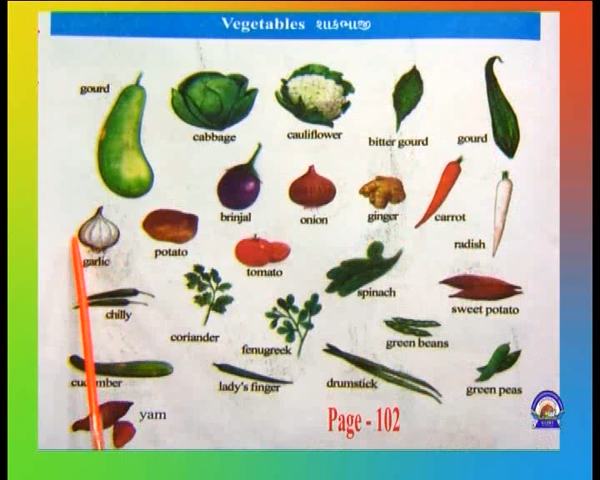 Vegetables શાકભાજી
gourd
cabbage
cauliflower
bitter gourd
gourd
brinjal
onion
ginger
carrot
radish
garlic
potato
tomato
spinach
sweet potato
chilly
coriander
fenugreek
green beans
cucumber
lady's finger
drumstick
green peas
yam
Page - 102